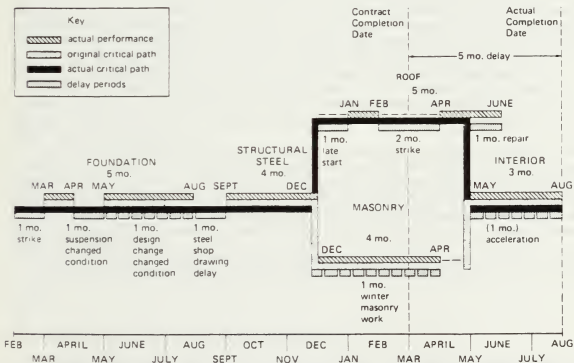 Key
actual performance
original critical path
actual critical path
delay periods
Contract
Completion
Date
Actual
Completion
Date
5 mo. delay
ROOF
5 mo.
JAN FEB APR JUNE
1 mo.
late
start
2 mo.
strike
1 mo. repair
STRUCTURAL
STEEL
4 mo.
FOUNDATION
5 mo.
INTERIOR
3 mo.
MAR APR MAY AUG SEPT DEC MAY AUG
1 mo.
strike
1 mo.
suspension
changed
condition
1 mo.
design
change
changed
condition
1 mo.
steel
shop
drawing
delay
MASONRY
4 mo.
DEC APR
(1 mo.)
acceleration
1 mo.
winter
masonry
work
FEB APRIL JUNE AUG OCT DEC FEB APRIL JUNE AUG
MAR MAY JULY SEPT NOV JAN MAR MAY JULY